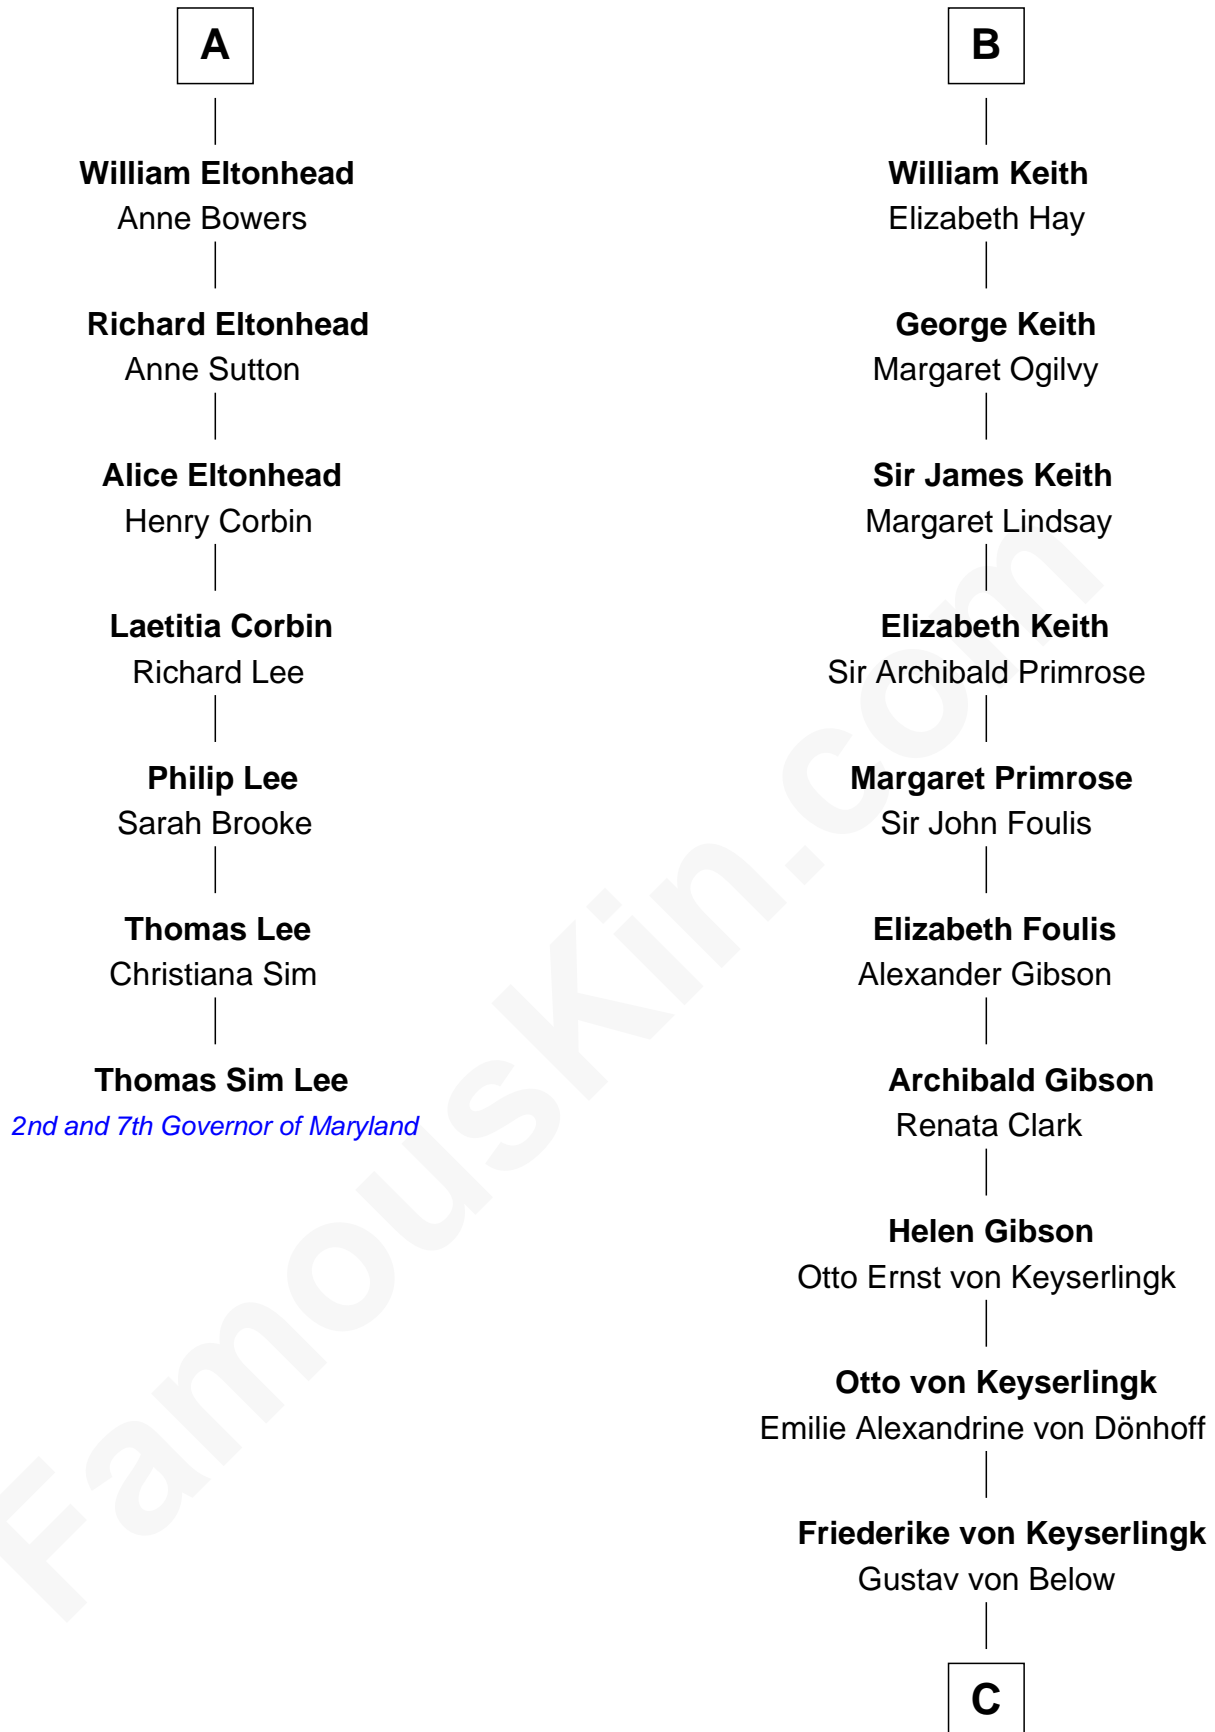 A
William Eltonhead
Anne Bowers
Richard Eltonhead
Anne Sutton
Alice Eltonhead
Henry Corbin
Laetitia Corbin
Richard Lee
Philip Lee
Sarah Brooke
Thomas Lee
Christiana Sim
Thomas Sim Lee
2nd and 7th Governor of Maryland
B
William Keith
Elizabeth Hay
George Keith
Margaret Ogilvy
Sir James Keith
Margaret Lindsay
Elizabeth Keith
Sir Archibald Primrose
Margaret Primrose
Sir John Foulis
Elizabeth Foulis
Alexander Gibson
Archibald Gibson
Renata Clark
Helen Gibson
Otto Ernst von Keyserlingk
Otto von Keyserlingk
Emilie Alexandrine von Dönhoff
Friederike von Keyserlingk
Gustav von Below
C
FamousKin.com